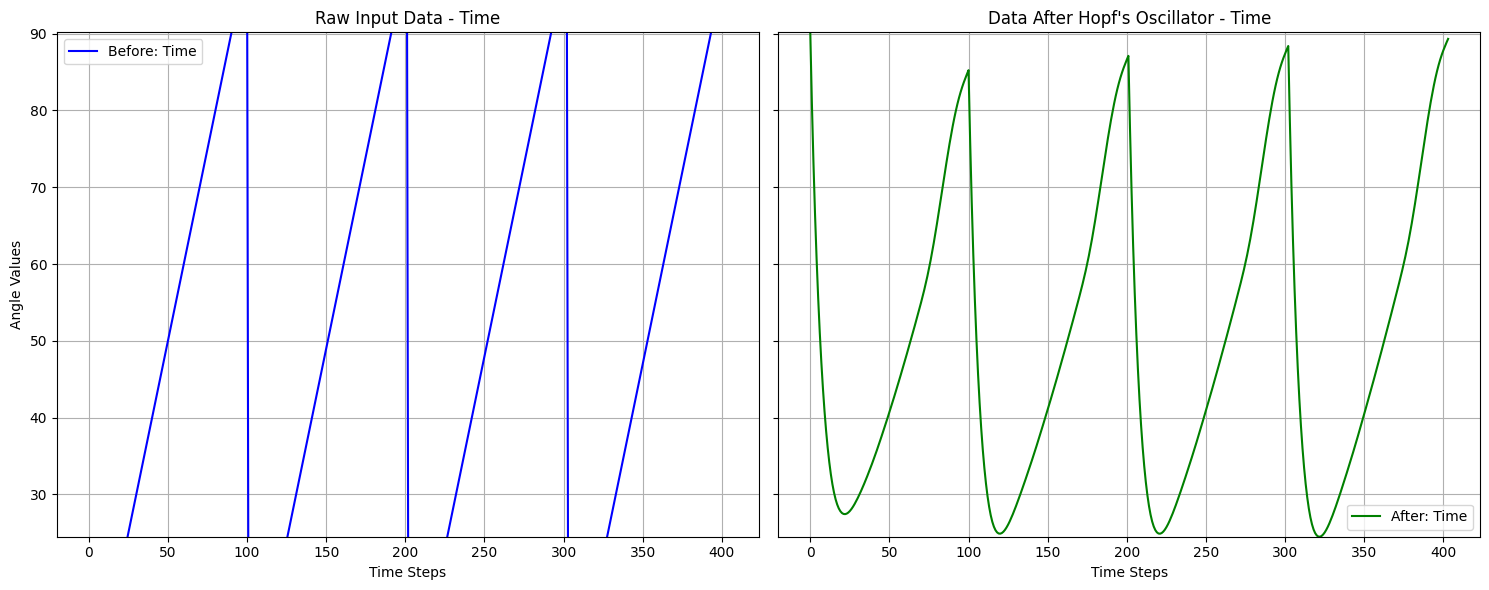 Raw Input Data - Time
Before: Time
90
80
70
60
50
40
30
Angle Values
0 50 100 150 200 250 300 350 400
Time Steps
Data After Hopf's Oscillator - Time
After: Time
0 50 100 150 200 250 300 350 400
Time Steps